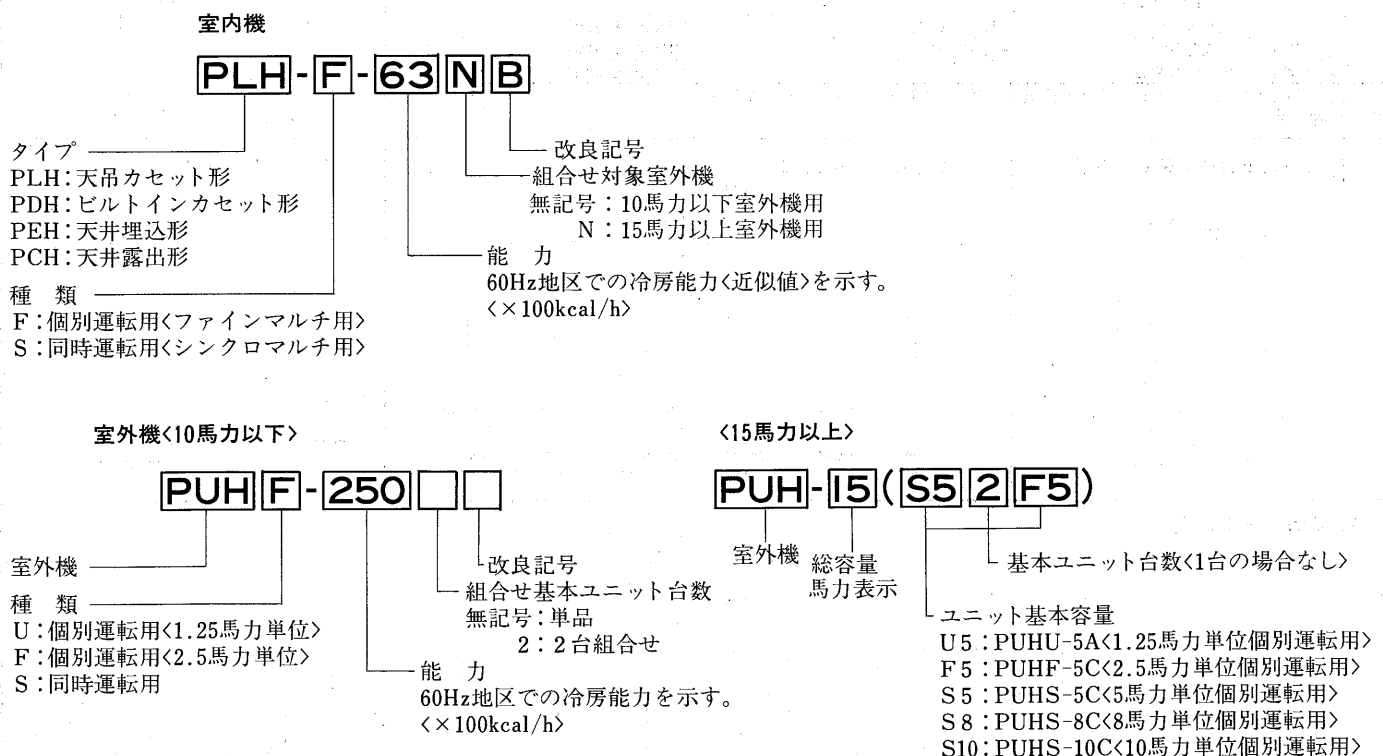 室内機
PLH-F-63NB
タイプ
PLH:天吊カセット形
PDH:ビルトインカセット形
PEH:天井埋込形
PCH:天井露出形
種 類
F:個別運転用<ファインマルチ用>
S:同時運転用<シンクロマルチ用>
改良記号
組合せ対象室外機
無記号:10馬力以下室外機用
N:15馬力以上室外機用
能 力
60Hz地区での冷房能力<近似値>を示す。
<×100kcal/h>
室外機<10馬力以下>
PUHF-250□□
室外機
種 類
U:個別運転用<1.25馬力単位>
F:個別運転用<2.5馬力単位>
S:同時運転用
改良記号
組合せ基本ユニット台数
無記号:単品
2:2台組合せ
能 力
60Hz地区での冷房能力を示す。
<×100kcal/h>
<15馬力以上>
PUH-15(S52F5)
室外機
総容量
馬力表示
基本ユニット台数<1台の場合なし>
ユニット基本容量
U5:PUHU-5A<1.25馬力単位個別運転用>
F5:PUHF-5C<2.5馬力単位個別運転用>
S5:PUHS-5C<5馬力単位個別運転用>
S8:PUHS-8C<8馬力単位個別運転用>
S10:PUHS-10C<10馬力単位個別運転用>